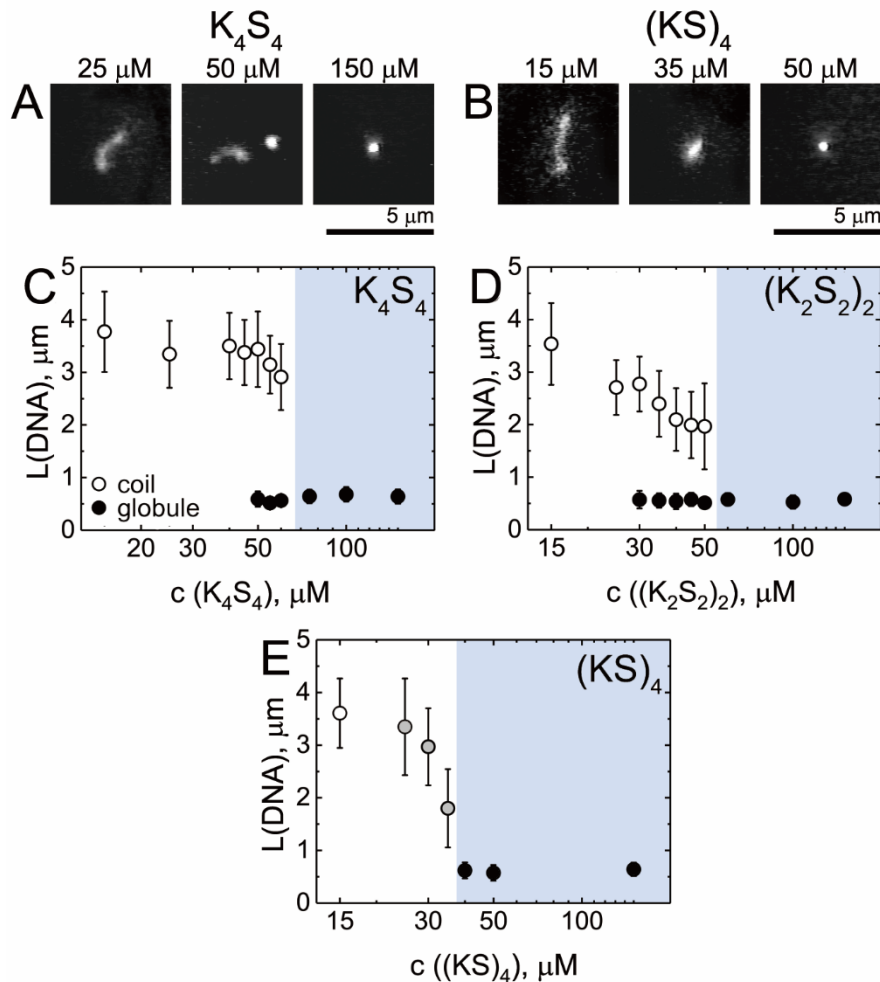 K₄S₄
(KS)₄
25 μM 50 μM 150 μM
15 μM 35 μM 50 μM
A
B
5 μm
5 μm
C
K₄S₄
L(DNA), μm
5
4
3
2
1
0
coil
globule
20 30 50 100
c (K₄S₄), μM
D
(K₂S₂)₂
L(DNA), μm
5
4
3
2
1
0
15 30 50 100
c ((K₂S₂)₂), μM
E
(KS)₄
L(DNA), μm
5
4
3
2
1
0
15 30 50 100
c ((KS)₄), μM